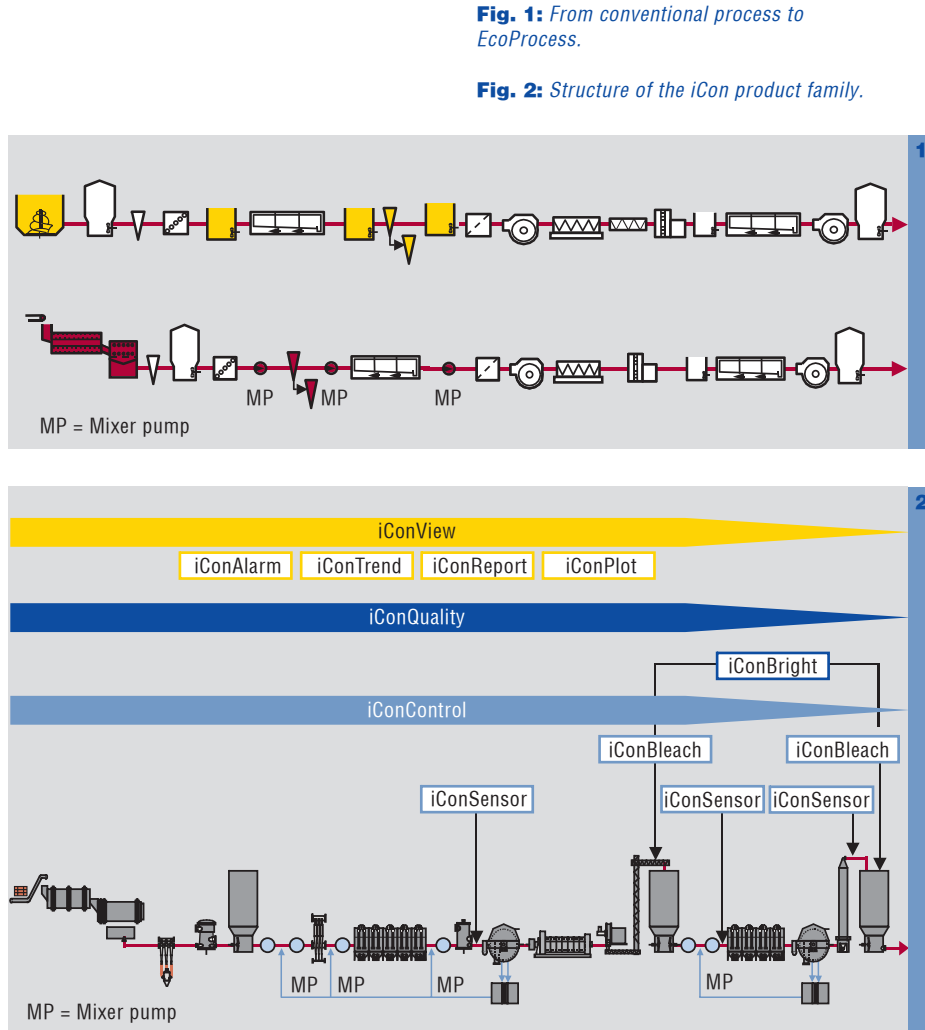 Fig. 1: From conventional process to
EcoProcess.
Fig. 2: Structure of the iCon product family.
1
MP MP MP
MP = Mixer pump
2
iConView
iConAlarm iConTrend iConReport iConPlot
iConQuality
iConBright
iConControl
iConBleach iConBleach
iConSensor iConSensor iConSensor
MP MP MP MP
MP = Mixer pump